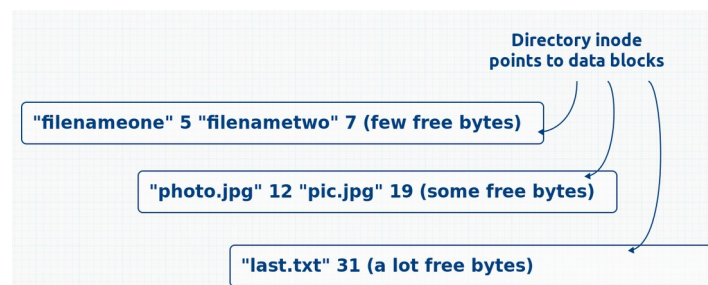 Directory inode
points to data blocks
"filenameone" 5 "filenametwo" 7 (few free bytes)
"photo.jpg" 12 "pic.jpg" 19 (some free bytes)
"last.txt" 31 (a lot free bytes)